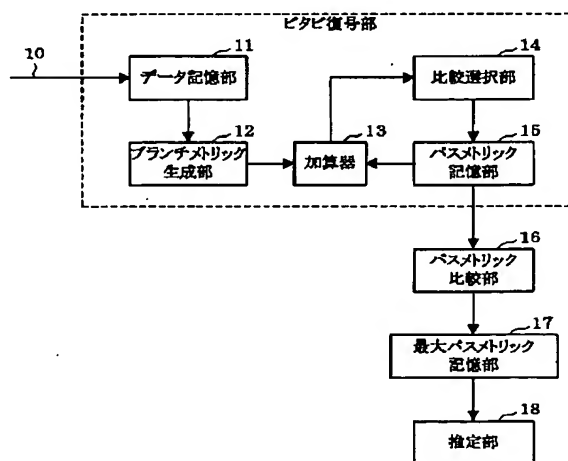 ビタビ復号部
10
11
データ記憶部
12
ブランチメトリック
生成部
13
加算器
14
比較選択部
15
パスメトリック
記憶部
16
パスメトリック
比較部
17
最大パスメトリック
記憶部
18
推定部